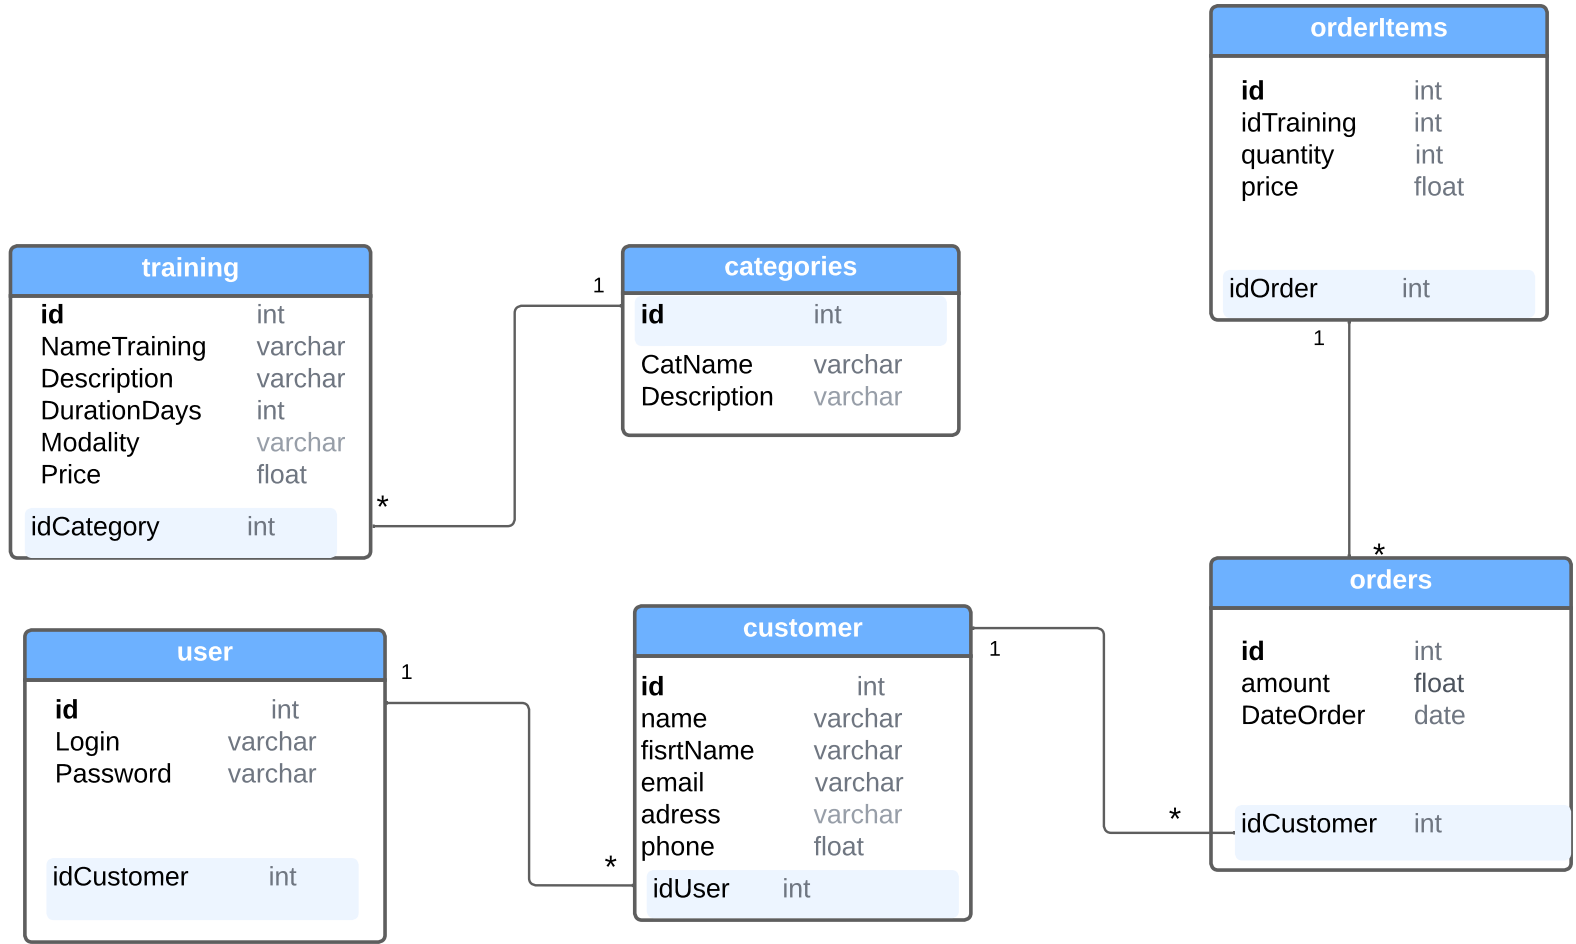 orderItems
id int
idTraining int
quantity int
price float
idOrder int
1
training
id int
NameTraining varchar
Description varchar
DurationDays int
Modality varchar
Price float
idCategory int
*
1
categories
id int
CatName varchar
Description varchar
*
orders
id int
amount float
DateOrder date
idCustomer int
user
id int
Login varchar
Password varchar
idCustomer int
1
*
customer
id int
name varchar
fisrtName varchar
email varchar
adress varchar
phone float
idUser int
1
*